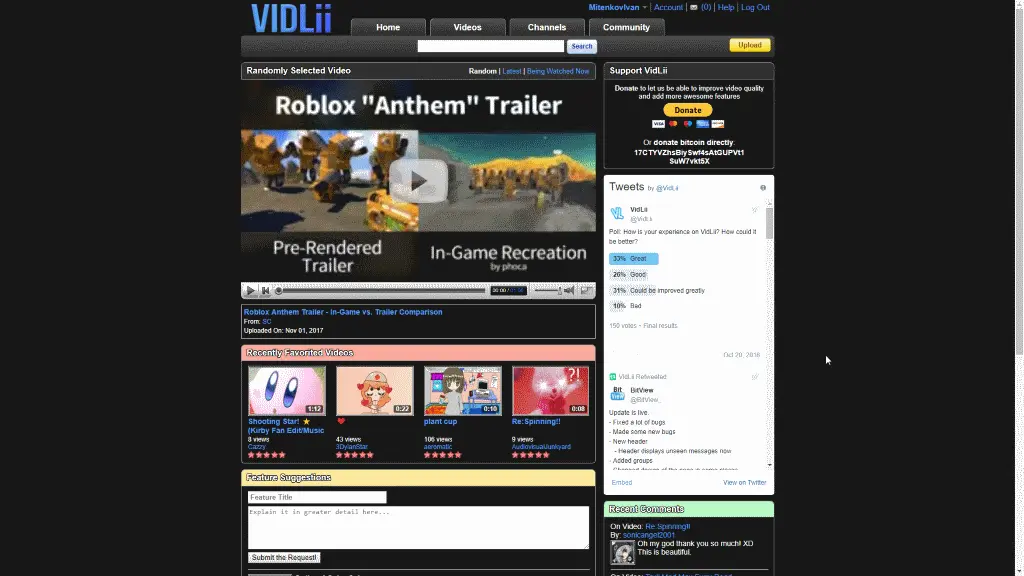 VIDLii
MitenkovIvan | Account | (0) | Help | Log Out
Home
Videos
Channels
Community
Search
Upload
Randomly Selected Video
Random | Latest | Being Watched Now
Roblox "Anthem" Trailer
Pre-Rendered
Trailer
In-Game Recreation
by phoca
00:00 /
Roblox Anthem Trailer - In-Game vs. Trailer Comparison
From: SC
Uploaded On: Nov 01, 2017
Recently Favorited Videos
1:12
0:22
?!
0:10
0:08
Shooting Star! ⭐
(Kirby Fan Edit/Music
8 views
Cazzy
❤
43 views
3DylanStar
plant cup
106 views
aeromatic
Re:Spinning!!
9 views
AudiovisualJunkyard
Feature Suggestions
Feature Title
Explain it in greater detail here...
Submit the Request!
Support VidLii
Donate to let us be able to improve video quality
and add more awesome features
Donate
VISA
Or donate bitcoin directly:
Tweets by @VidLii
VidLii
@VidLii
Poll: How is your experience on VidLii? How could it
be better?
33% Great
26% Good
31% Could be improved greatly
10% Bad
150 votes • Final results
Oct 20, 2018
VidLii Retweeted
Bit
View
BitView
@BitView_
Update is live.
- Fixed a lot of bugs
- Made some new bugs
- New header
- Header displays unseen messages now
- Added groups
Embed
View on Twitter
Recent Comments
On Video: Re:Spinning!!
By: sonicangel2001
Oh my god thank you so much! XD
This is beautiful.